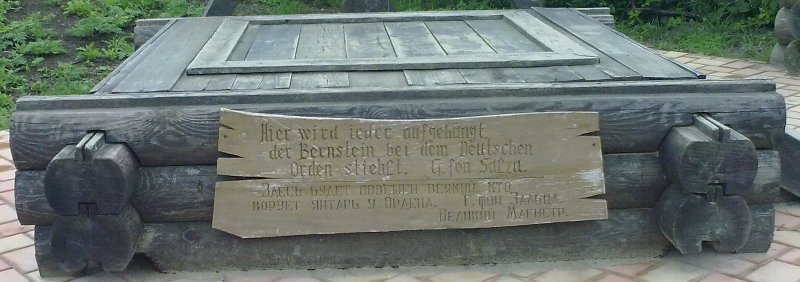 Hier wird jeder aufgehängt,
der Bernstein bei dem Deutschen
Orden stiehlt. G. fon Salza.
Здесь будет повешен всякий, кто
ворует янтарь у Ордена. Г. фон Зальца.
Великий Магистр.